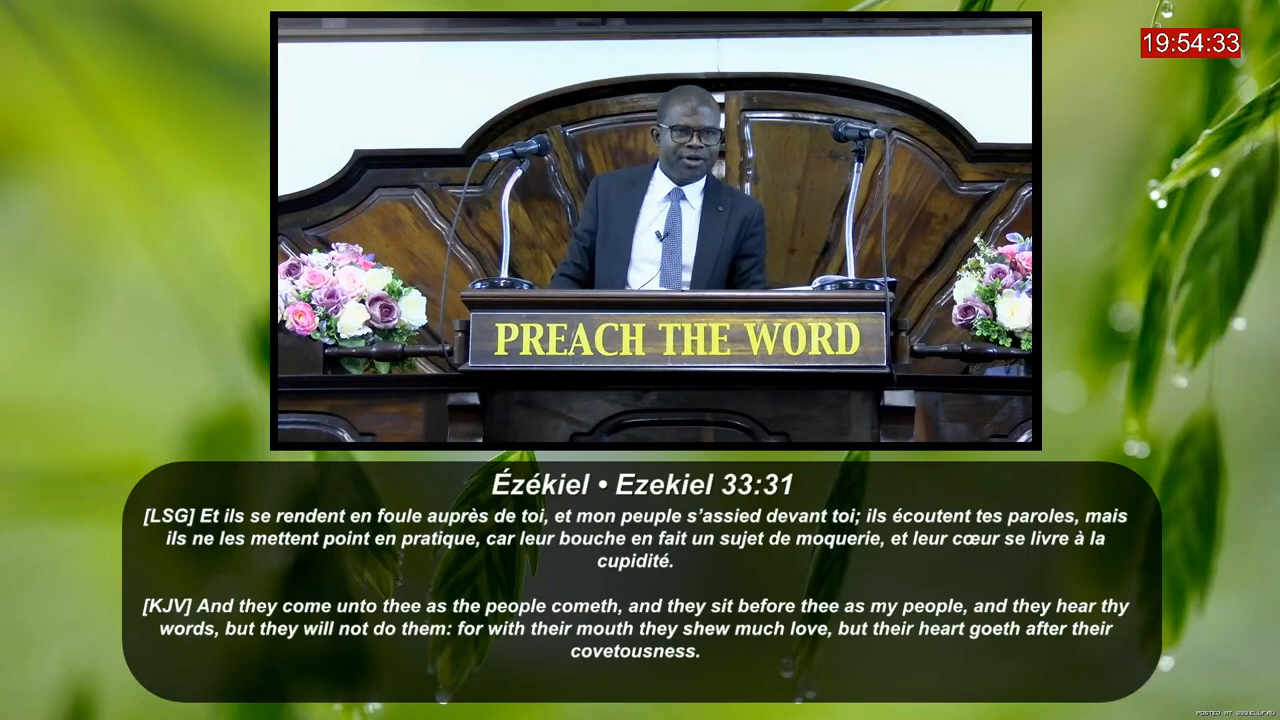 19:54:33
PREACH THE WORD
Ézékiel • Ezekiel 33:31
[LSG] Et ils se rendent en foule auprès de toi, et mon peuple s’assied devant toi; ils écoutent tes paroles, mais
ils ne les mettent point en pratique, car leur bouche en fait un sujet de moquerie, et leur cœur se livre à la
cupidité.
[KJV] And they come unto thee as the people cometh, and they sit before thee as my people, and they hear thy
words, but they will not do them: for with their mouth they shew much love, but their heart goeth after their
covetousness.